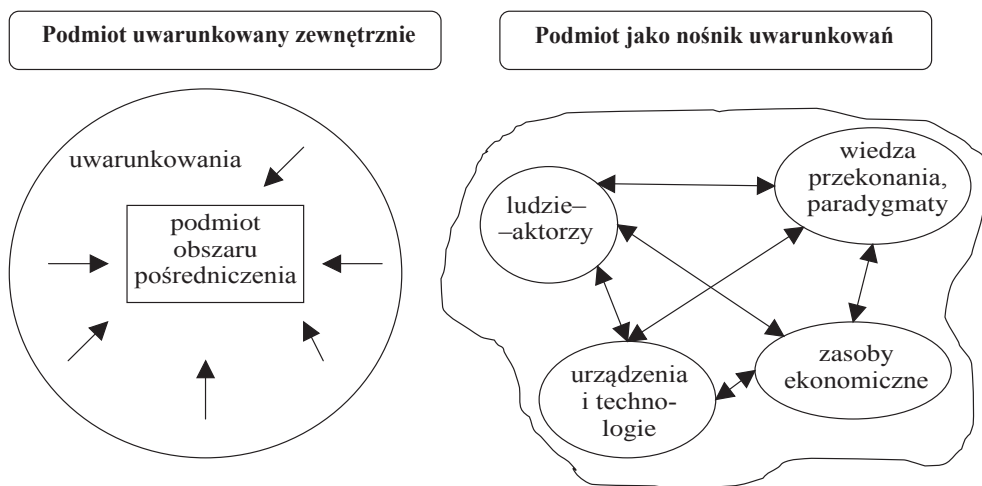 Podmiot uwarunkowany zewnętrznie
uwarunkowania
podmiot
obszaru
pośredniczenia
Podmiot jako nośnik uwarunkowań
ludzie–
–aktorzy
wiedza
przekonania,
paradygmaty
urządzenia
i techno-
logie
zasoby
ekonomiczne